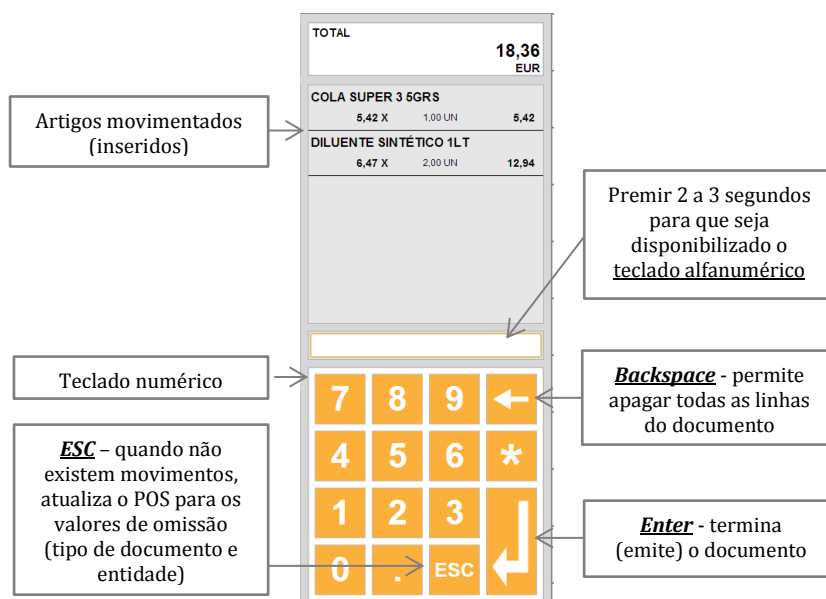 TOTAL
18,36
EUR
COLA SUPER 3 5GRS
5,42 X 1,00 UN 5,42
DILUENTE SINTÉTICO 1LT
6,47 X 2,00 UN 12,94
Artigos movimentados
(inseridos)
Premir 2 a 3 segundos
para que seja
disponibilizado o
teclado alfanumérico
Teclado numérico
7 8 9
4 5 6 *
1 2 3
0 . ESC
Backspace - permite
apagar todas as linhas
do documento
ESC – quando não
existem movimentos,
atualiza o POS para os
valores de omissão
(tipo de documento e
entidade)
Enter - termina
(emite) o documento